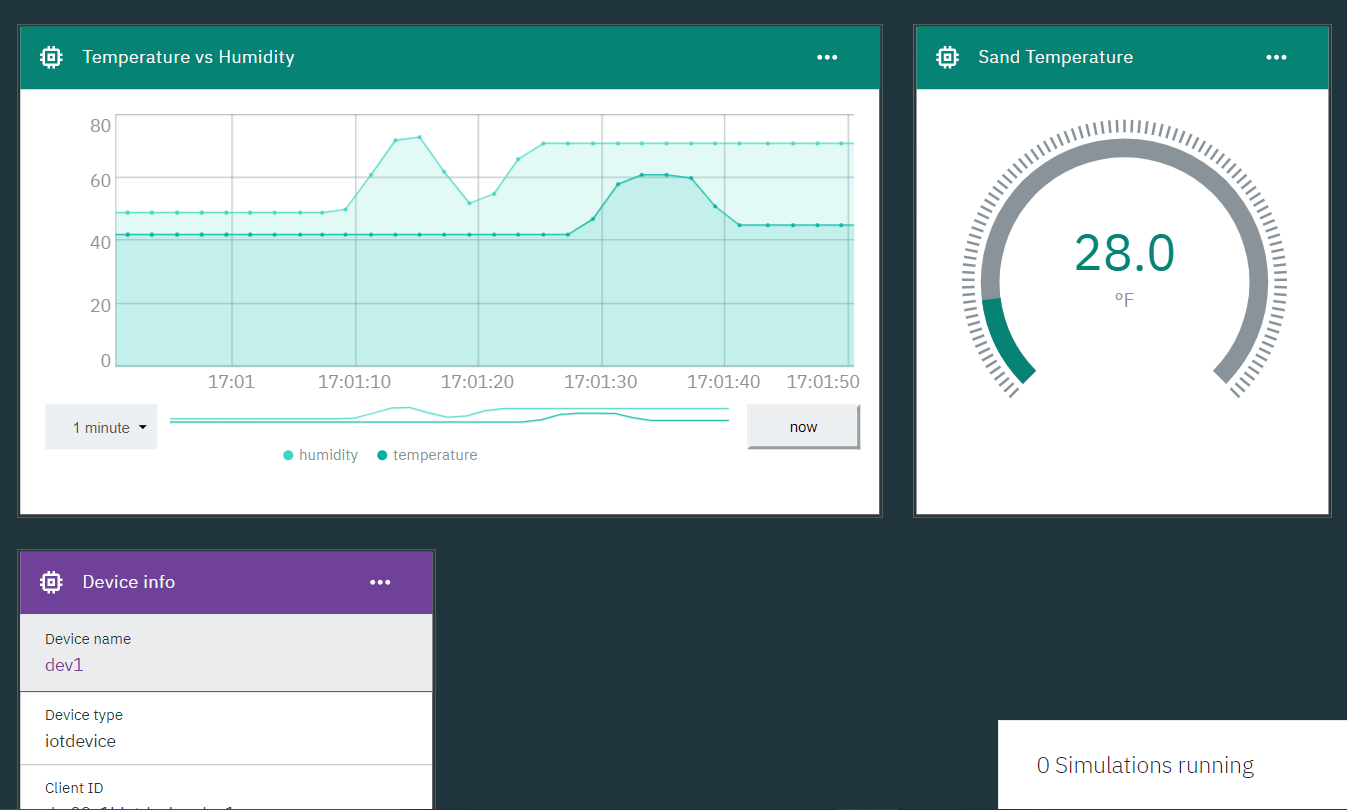 Temperature vs Humidity
Sand Temperature
80
60
40
20
0
17:01
17:01:10
17:01:20
17:01:30
17:01:40
17:01:50
1 minute
now
humidity
temperature
28.0
°F
Device info
Device name
dev1
Device type
iotdevice
Client ID
0 Simulations running